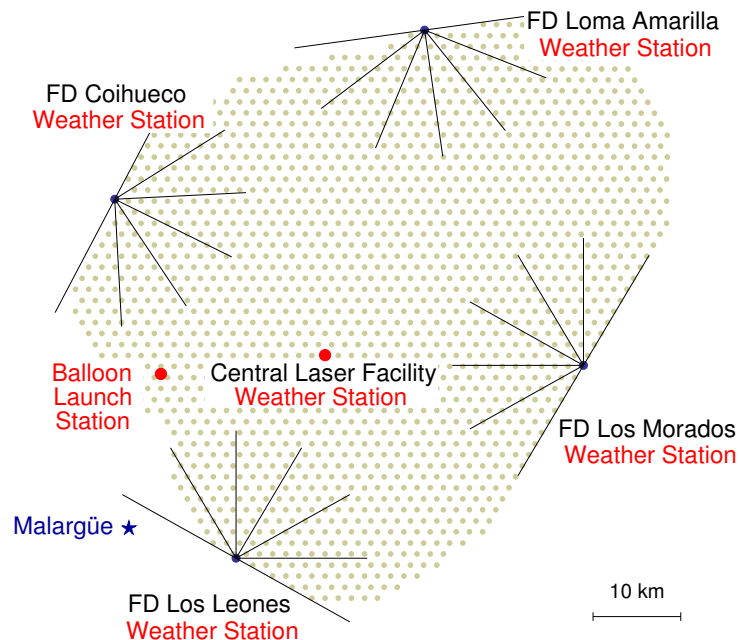 FD Loma Amarilla
Weather Station
FD Coihueco
Weather Station
Balloon
Launch
Station
Central Laser Facility
Weather Station
FD Los Morados
Weather Station
Malargüe
FD Los Leones
Weather Station
10 km